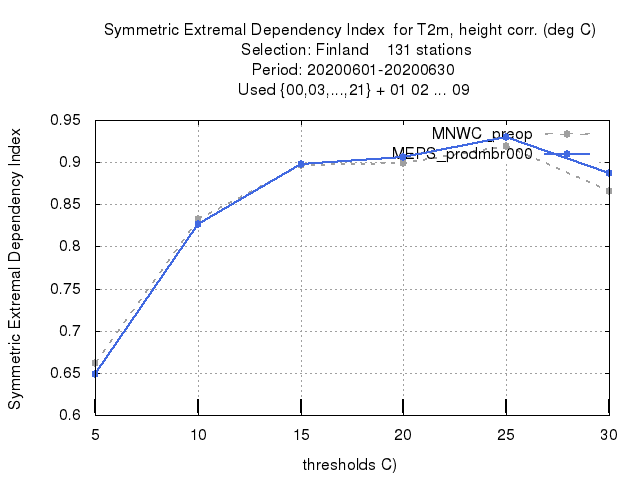 Symmetric Extremal Dependency Index  for T2m, height corr. (deg C)
Selection: Finland    131 stations
Period: 20200601-20200630
Used {00,03,...,21} + 01 02 ... 09
Symmetric Extremal Dependency Index
0.95
0.9
0.85
0.8
0.75
0.7
0.65
0.6
MNWC_preop
MEPS_prodmbr000
5 10 15 20 25 30
thresholds C)